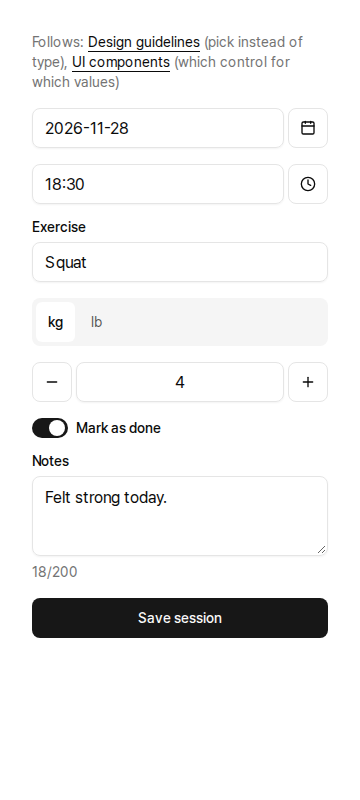 Follows: Design guidelines (pick instead of
type), UI components (which control for
which values)
2026-11-28
18:30
Exercise
Squat
kg lb
4
Mark as done
Notes
Felt strong today.
18/200
Save session